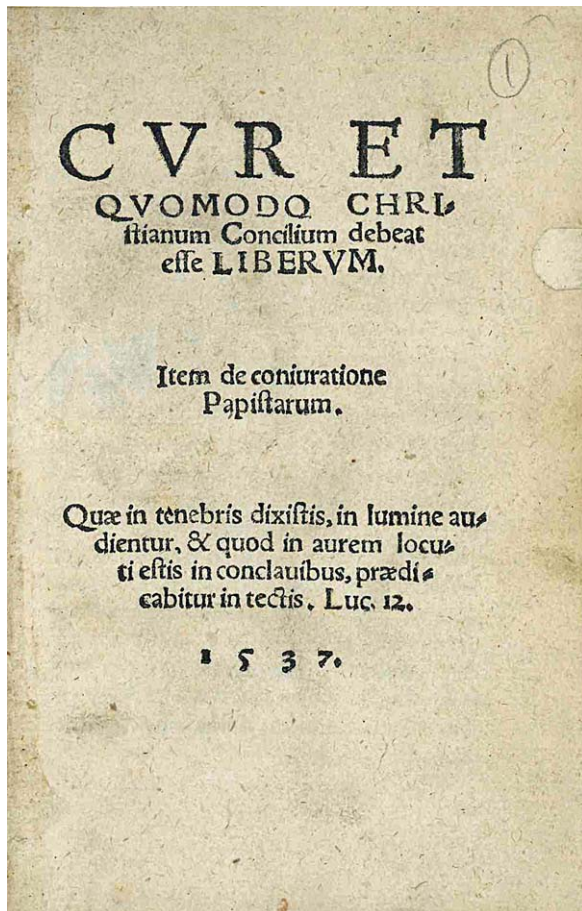 1
CVR ET
QVOMODO CHRI⸗
ſtianum Concilium debeat
eſſe LIBERVM.
Item de coniuratione
Papiſtarum.
Quæ in tenebris dixiſtis, in lumine au⸗
dientur, & quod in aurem locu⸗
ti eſtis in conclauibus, prædi⸗
cabitur in tectis. Luc. 12.
1537.